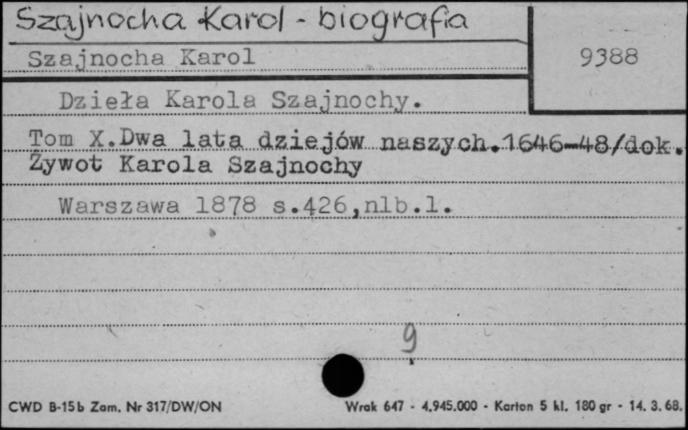 Szajnocha Karol - biografia
Szajnocha Karol
9388
Dzieła Karola Szajnochy.
Tom X.Dwa lata dziejów naszych.1646-48/dok.
Żywot Karola Szajnochy
Warszawa 1878 s.426,nlb.1.
9
CWD B-15b Zam. Nr 317/DW/ON
Wrak 647 - 4.945.000 - Karton 5 kl. 180 gr - 14. 3. 68.